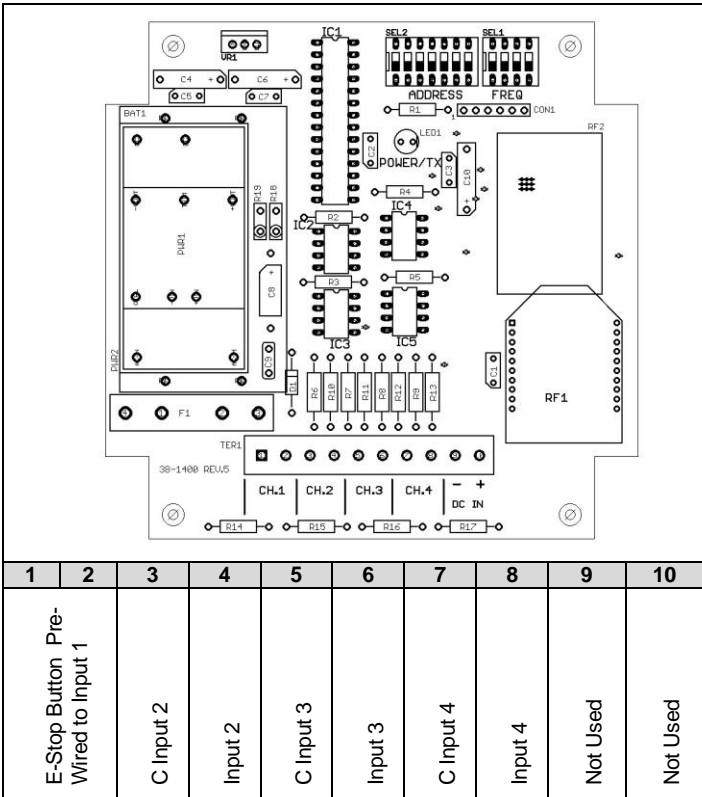 IC1
SEL2
SEL1
VR1
C4 + C6 +
C5 C7
ADDRESS FREQ
R1
1 CON1
BAT1
LED1
RF2
C2
POWER/TX
C3
C10
+
R4
R19
R18
IC4
R2
IC2
PWR1
R3
R5
+
C8
IC3
IC5
PWR2
C9
D1
R6
R10
R7
R11
R8
R12
R9
R13
C1
RF1
F1
TER1
38-1400 REV.5
CH.1 CH.2 CH.3 CH.4 - +
DC IN
R14 R15 R16 R17
1 2 3 4 5 6 7 8 9 10
E-Stop Button Pre-
Wired to Input 1
C Input 2
Input 2
C Input 3
Input 3
C Input 4
Input 4
Not Used
Not Used